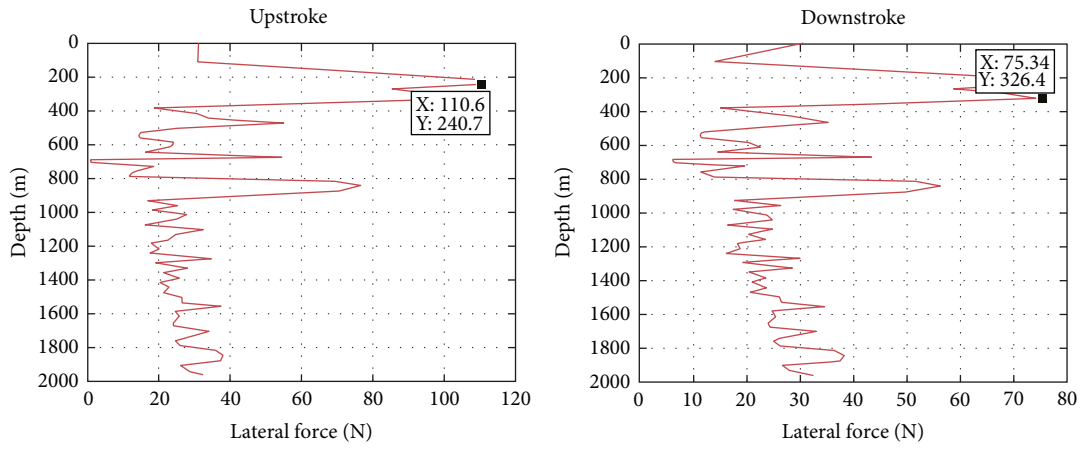 Upstroke
0
200
400
600
800
1000
1200
1400
1600
1800
2000
Depth (m)
X: 110.6
Y: 240.7
0 20 40 60 80 100 120
Lateral force (N)
Downstroke
0
200
400
600
800
1000
1200
1400
1600
1800
2000
Depth (m)
X: 75.34
Y: 326.4
0 10 20 30 40 50 60 70 80
Lateral force (N)